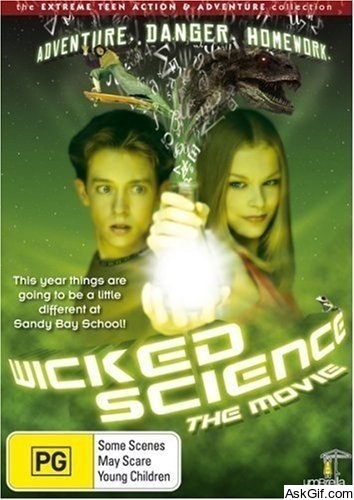 the EXTREME TEEN ACTION & ADVENTURE collection
ADVENTURE. DANGER. HOMEWORK.
This year things are
going to be a little
different at
Sandy Bay School!
WICKED
SCIENCE
THE MOVIE
PG
Some Scenes
May Scare
Young Children
umbrella
AskGif.com